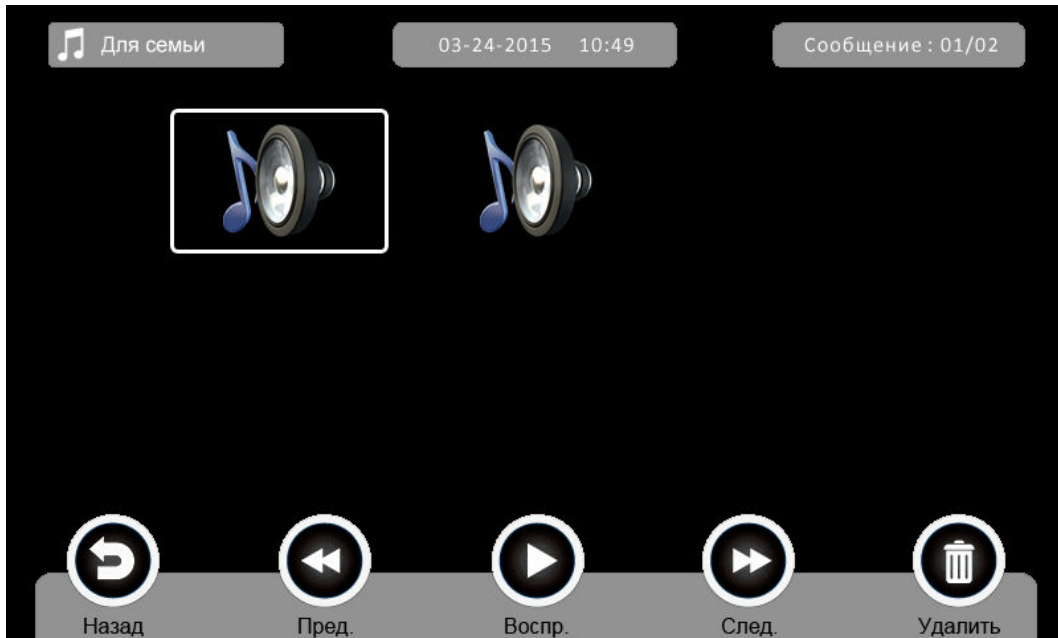 Для семьи
03-24-2015 10:49
Сообщение : 01/02
Назад
Пред.
Воспр.
След.
Удалить